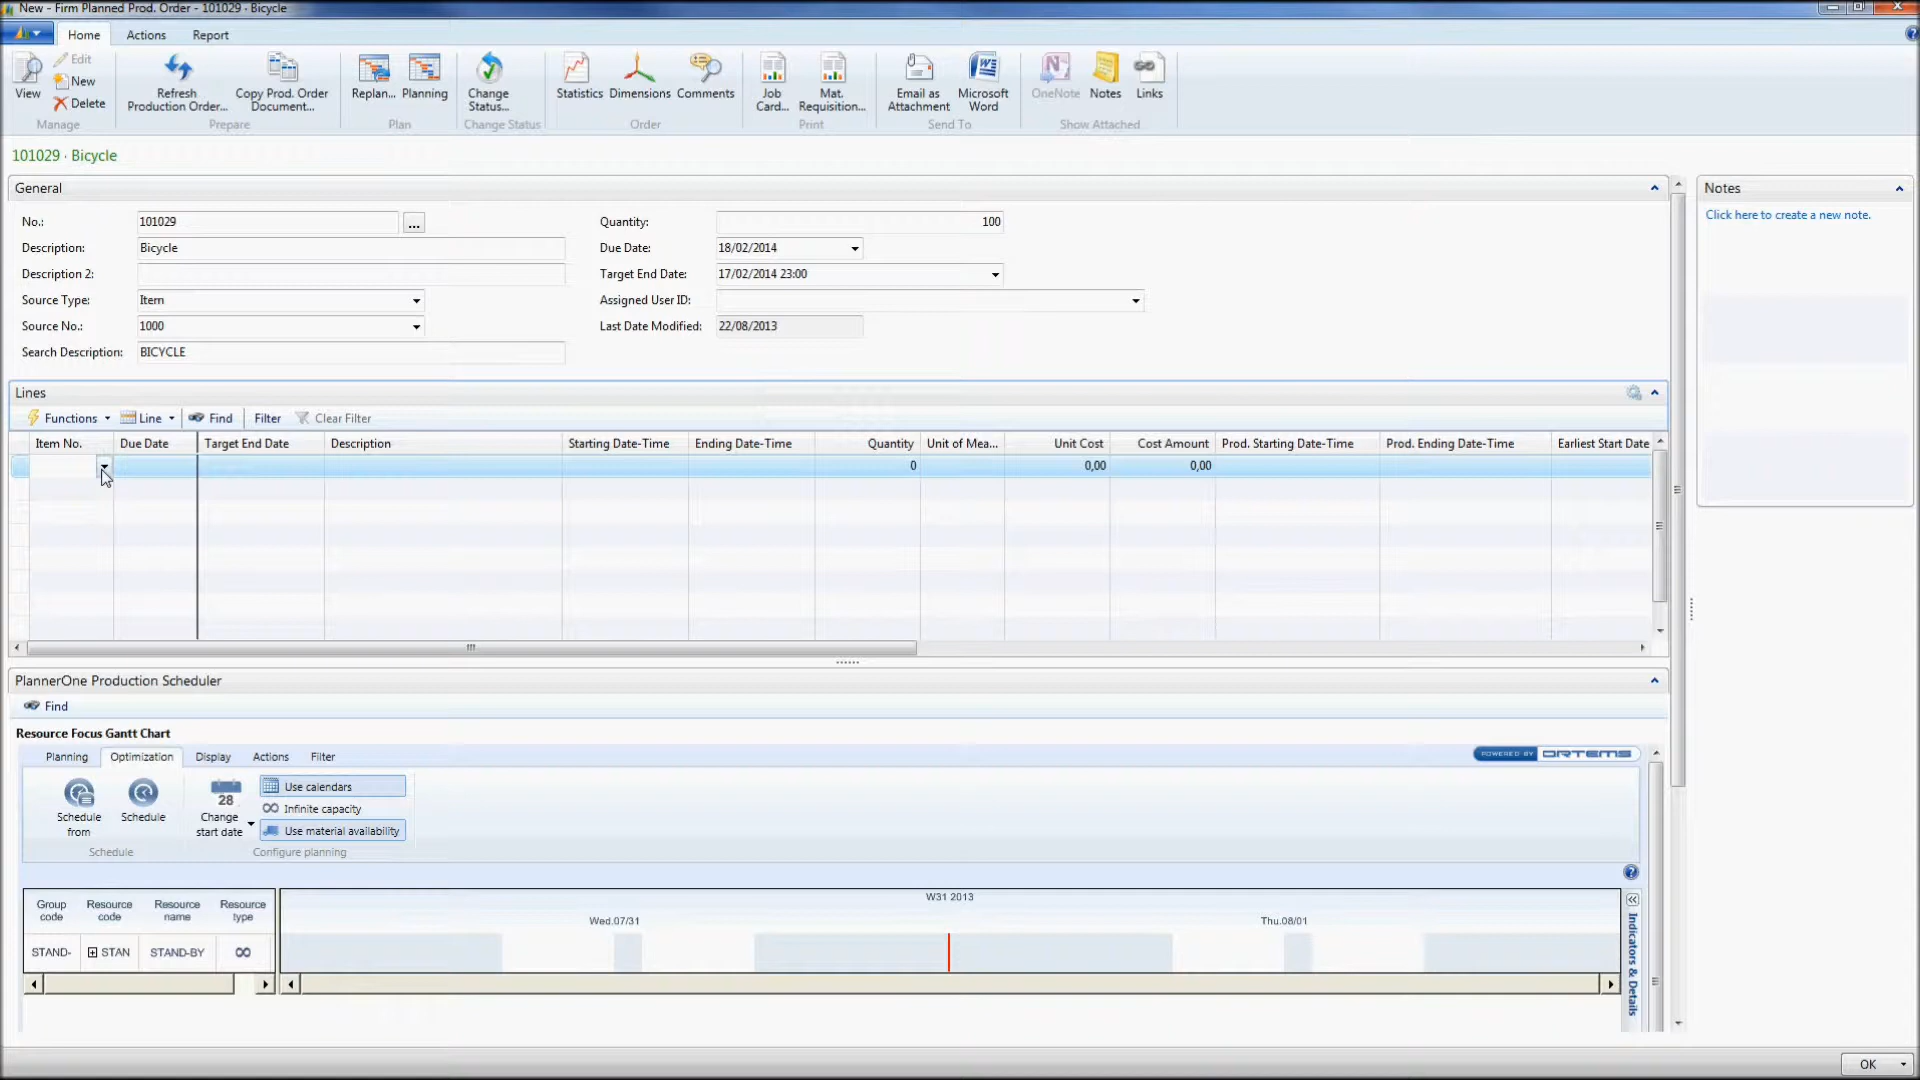 New - Firm Planned Prod. Order - 101029 · Bicycle
Home Actions Report
View Edit New Delete
Refresh Production Order...
Copy Prod. Order Document...
Replan... Planning
Change Status...
Statistics Dimensions Comments
Job Card...
Mat. Requisition...
Email as Attachment
Microsoft Word
OneNote Notes Links
Manage Prepare Plan Change Status Order Print Send To Show Attached
101029 · Bicycle
General
No.: 101029 ...
Quantity: 100
Description: Bicycle
Due Date: 18/02/2014
Description 2:
Target End Date: 17/02/2014 23:00
Source Type: Item
Assigned User ID:
Source No.: 1000
Last Date Modified: 22/08/2013
Search Description: BICYCLE
Notes
Click here to create a new note.
Lines
Functions Line Find Filter Clear Filter
Item No. Due Date Target End Date Description Starting Date-Time Ending Date-Time Quantity Unit of Mea... Unit Cost Cost Amount Prod. Starting Date-Time Prod. Ending Date-Time Earliest Start Date
0 0,00 0,00
PlannerOne Production Scheduler
Find
Resource Focus Gantt Chart
Planning Optimization Display Actions Filter
POWERED BY ORTEMS
Schedule from
Schedule
28
Change start date
Use calendars
Infinite capacity
Use material availability
Schedule Configure planning
Group code
Resource code
Resource name
Resource type
W31 2013
Wed.07/31 Thu.08/01
STAND- STAN STAND-BY ∞
Indicators & Details
OK